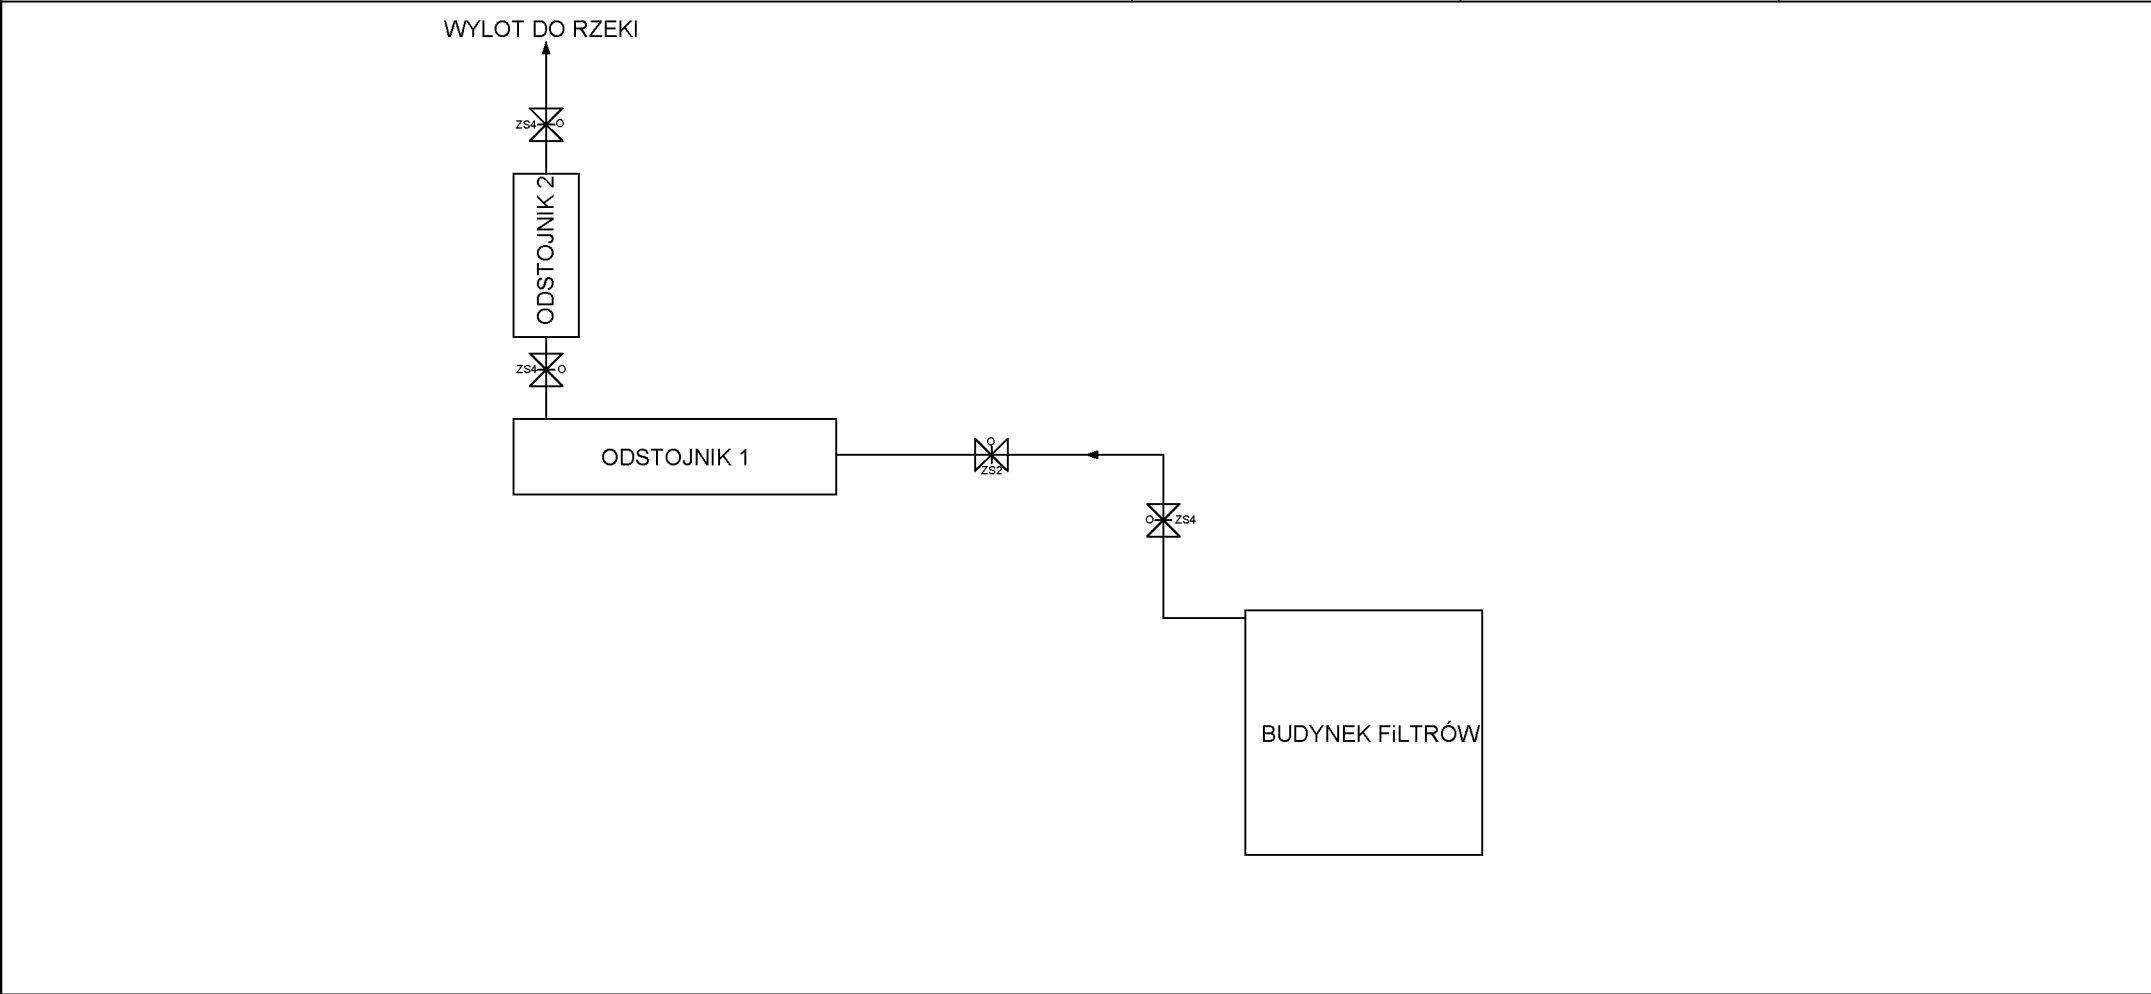 WYLOT DO RZEKI
ZS4 O
ODSTOJNIK 2
ZS4 O
ODSTOJNIK 1
O
ZS2
O ZS4
BUDYNEK FiLTRÓW